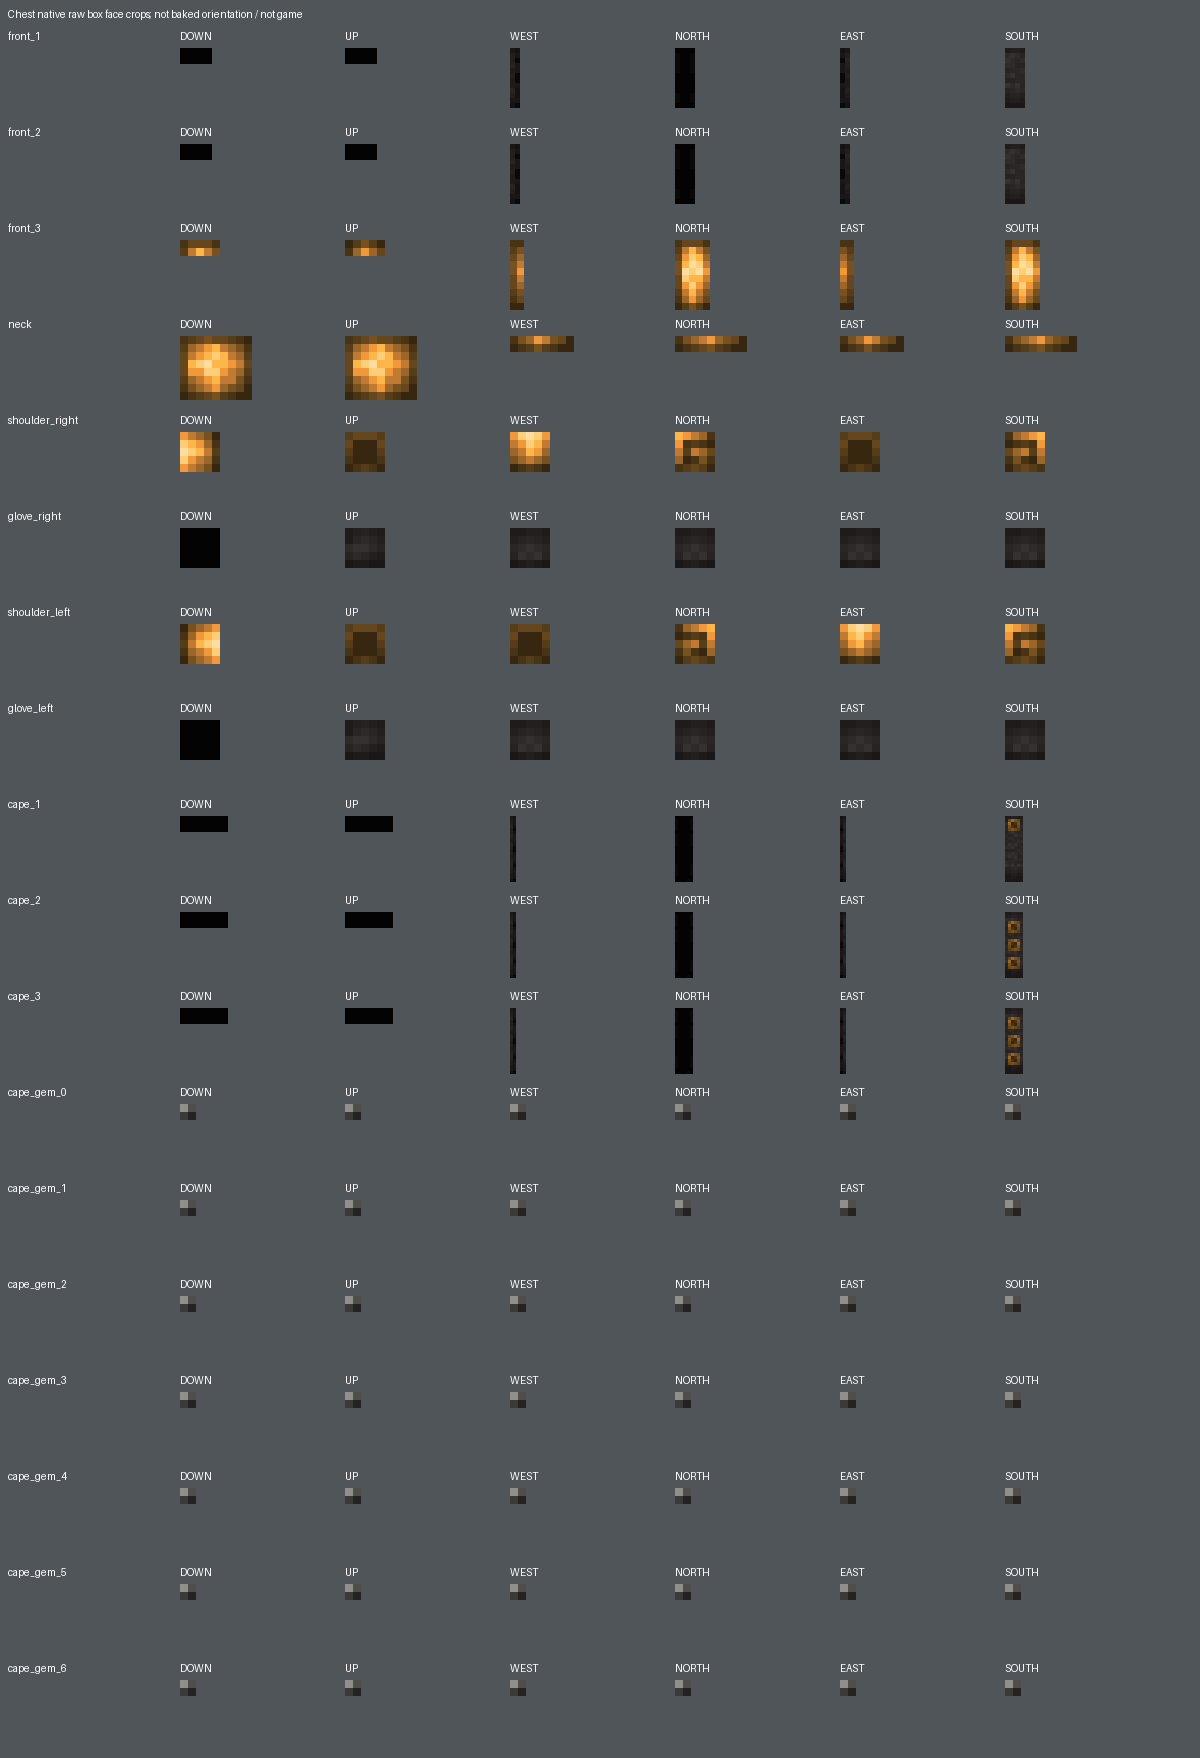 Chest native raw box face crops; not baked orientation / not game
front_1 DOWN UP WEST NORTH EAST SOUTH
front_2 DOWN UP WEST NORTH EAST SOUTH
front_3 DOWN UP WEST NORTH EAST SOUTH
neck DOWN UP WEST NORTH EAST SOUTH
shoulder_right DOWN UP WEST NORTH EAST SOUTH
glove_right DOWN UP WEST NORTH EAST SOUTH
shoulder_left DOWN UP WEST NORTH EAST SOUTH
glove_left DOWN UP WEST NORTH EAST SOUTH
cape_1 DOWN UP WEST NORTH EAST SOUTH
cape_2 DOWN UP WEST NORTH EAST SOUTH
cape_3 DOWN UP WEST NORTH EAST SOUTH
cape_gem_0 DOWN UP WEST NORTH EAST SOUTH
cape_gem_1 DOWN UP WEST NORTH EAST SOUTH
cape_gem_2 DOWN UP WEST NORTH EAST SOUTH
cape_gem_3 DOWN UP WEST NORTH EAST SOUTH
cape_gem_4 DOWN UP WEST NORTH EAST SOUTH
cape_gem_5 DOWN UP WEST NORTH EAST SOUTH
cape_gem_6 DOWN UP WEST NORTH EAST SOUTH